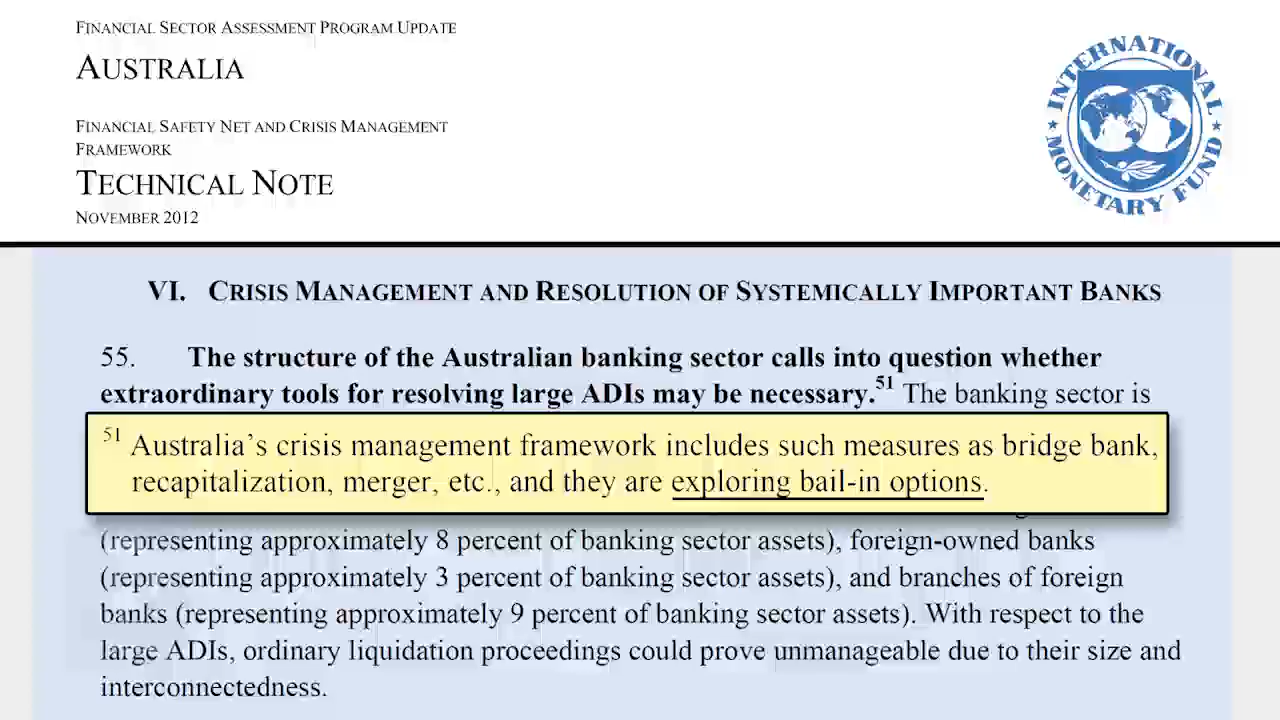 FINANCIAL SECTOR ASSESSMENT PROGRAM UPDATE
AUSTRALIA
FINANCIAL SAFETY NET AND CRISIS MANAGEMENT
FRAMEWORK
TECHNICAL NOTE
NOVEMBER 2012
INTERNATIONAL
MONETARY FUND
VI. CRISIS MANAGEMENT AND RESOLUTION OF SYSTEMICALLY IMPORTANT BANKS
55. The structure of the Australian banking sector calls into question whether
extraordinary tools for resolving large ADIs may be necessary.51 The banking sector is
51 Australia's crisis management framework includes such measures as bridge bank,
recapitalization, merger, etc., and they are exploring bail-in options.
(representing approximately 8 percent of banking sector assets), foreign-owned banks
(representing approximately 3 percent of banking sector assets), and branches of foreign
banks (representing approximately 9 percent of banking sector assets). With respect to the
large ADIs, ordinary liquidation proceedings could prove unmanageable due to their size and
interconnectedness.